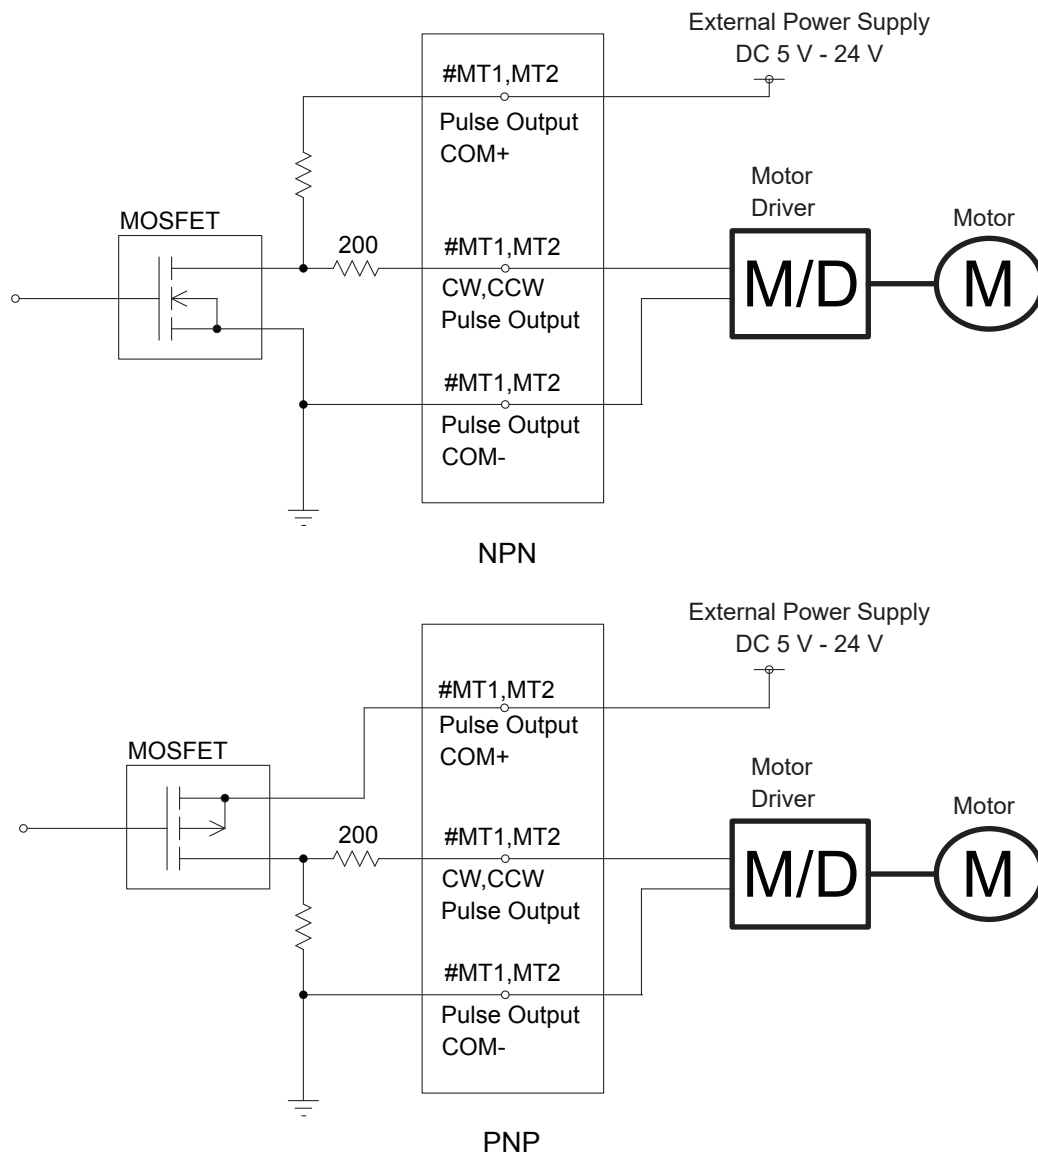 External Power Supply
DC 5 V - 24 V
#MT1,MT2
Pulse Output
COM+
MOSFET
200
#MT1,MT2
CW,CCW
Pulse Output
Motor
Driver
M/D
Motor
M
#MT1,MT2
Pulse Output
COM-
NPN
External Power Supply
DC 5 V - 24 V
#MT1,MT2
Pulse Output
COM+
MOSFET
200
#MT1,MT2
CW,CCW
Pulse Output
Motor
Driver
M/D
Motor
M
#MT1,MT2
Pulse Output
COM-
PNP